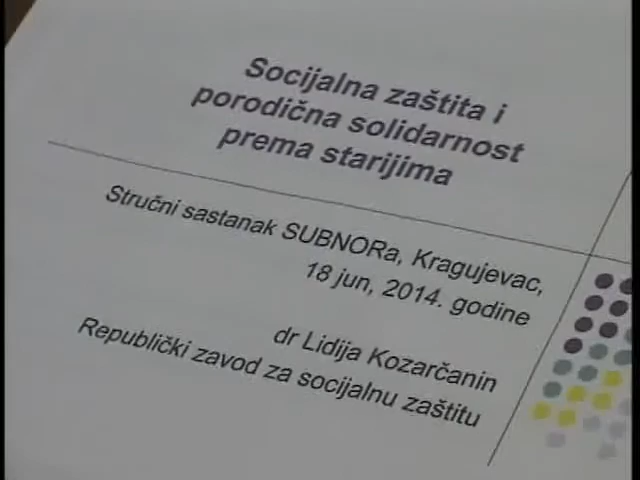 Socijalna zaštita i
porodična solidarnost
prema starijima
Stručni sastanak SUBNORa, Kragujevac,
18 jun, 2014. godine
dr Lidija Kozarčanin
Republički zavod za socijalnu zaštitu